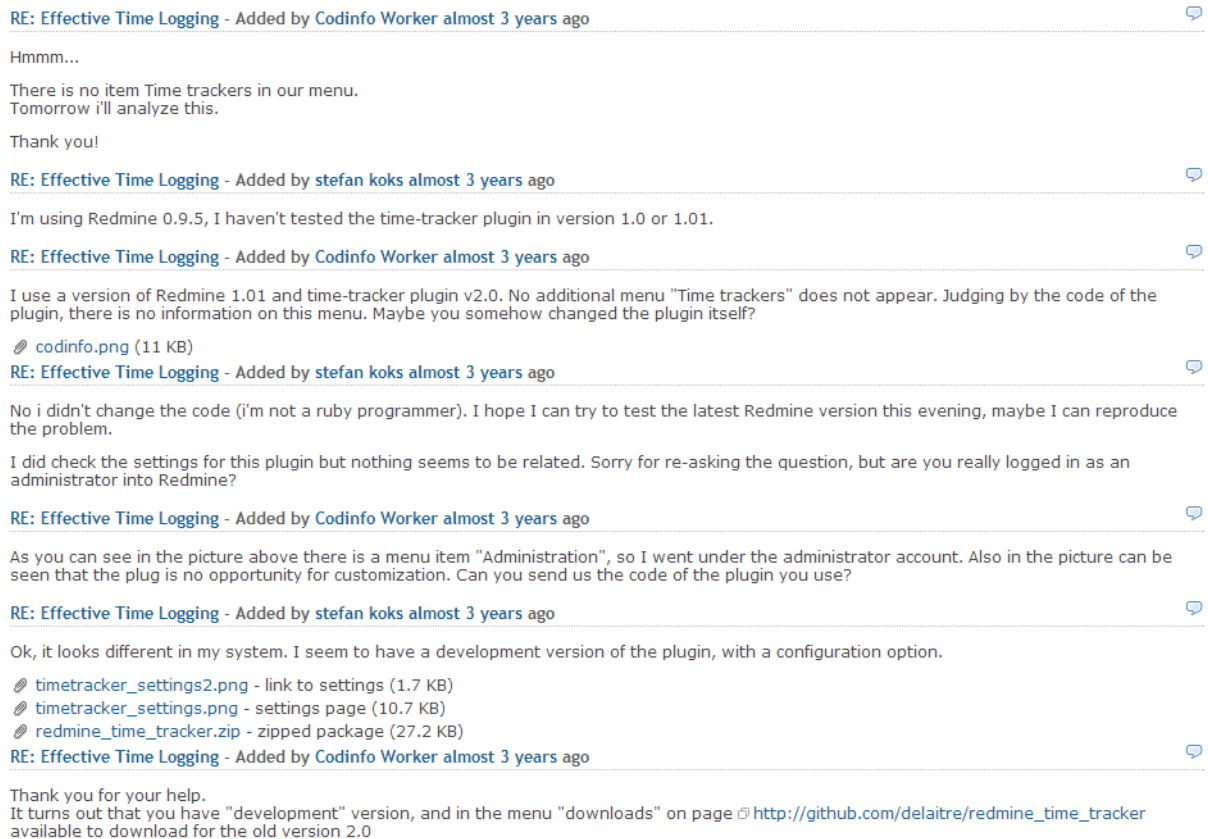 RE: Effective Time Logging - Added by Codinfo Worker almost 3 years ago
Hmmm...
There is no item Time trackers in our menu.
Tomorrow i'll analyze this.
Thank you!
RE: Effective Time Logging - Added by stefan koks almost 3 years ago
I'm using Redmine 0.9.5, I haven't tested the time-tracker plugin in version 1.0 or 1.01.
RE: Effective Time Logging - Added by Codinfo Worker almost 3 years ago
I use a version of Redmine 1.01 and time-tracker plugin v2.0. No additional menu "Time trackers" does not appear. Judging by the code of the
plugin, there is no information on this menu. Maybe you somehow changed the plugin itself?
codinfo.png (11 KB)
RE: Effective Time Logging - Added by stefan koks almost 3 years ago
No i didn't change the code (i'm not a ruby programmer). I hope I can try to test the latest Redmine version this evening, maybe I can reproduce
the problem.
I did check the settings for this plugin but nothing seems to be related. Sorry for re-asking the question, but are you really logged in as an
administrator into Redmine?
RE: Effective Time Logging - Added by Codinfo Worker almost 3 years ago
As you can see in the picture above there is a menu item "Administration", so I went under the administrator account. Also in the picture can be
seen that the plug is no opportunity for customization. Can you send us the code of the plugin you use?
RE: Effective Time Logging - Added by stefan koks almost 3 years ago
Ok, it looks different in my system. I seem to have a development version of the plugin, with a configuration option.
timetracker_settings2.png - link to settings (1.7 KB)
timetracker_settings.png - settings page (10.7 KB)
redmine_time_tracker.zip - zipped package (27.2 KB)
RE: Effective Time Logging - Added by Codinfo Worker almost 3 years ago
Thank you for your help.
It turns out that you have "development" version, and in the menu "downloads" on page http://github.com/delaitre/redmine_time_tracker
available to download for the old version 2.0